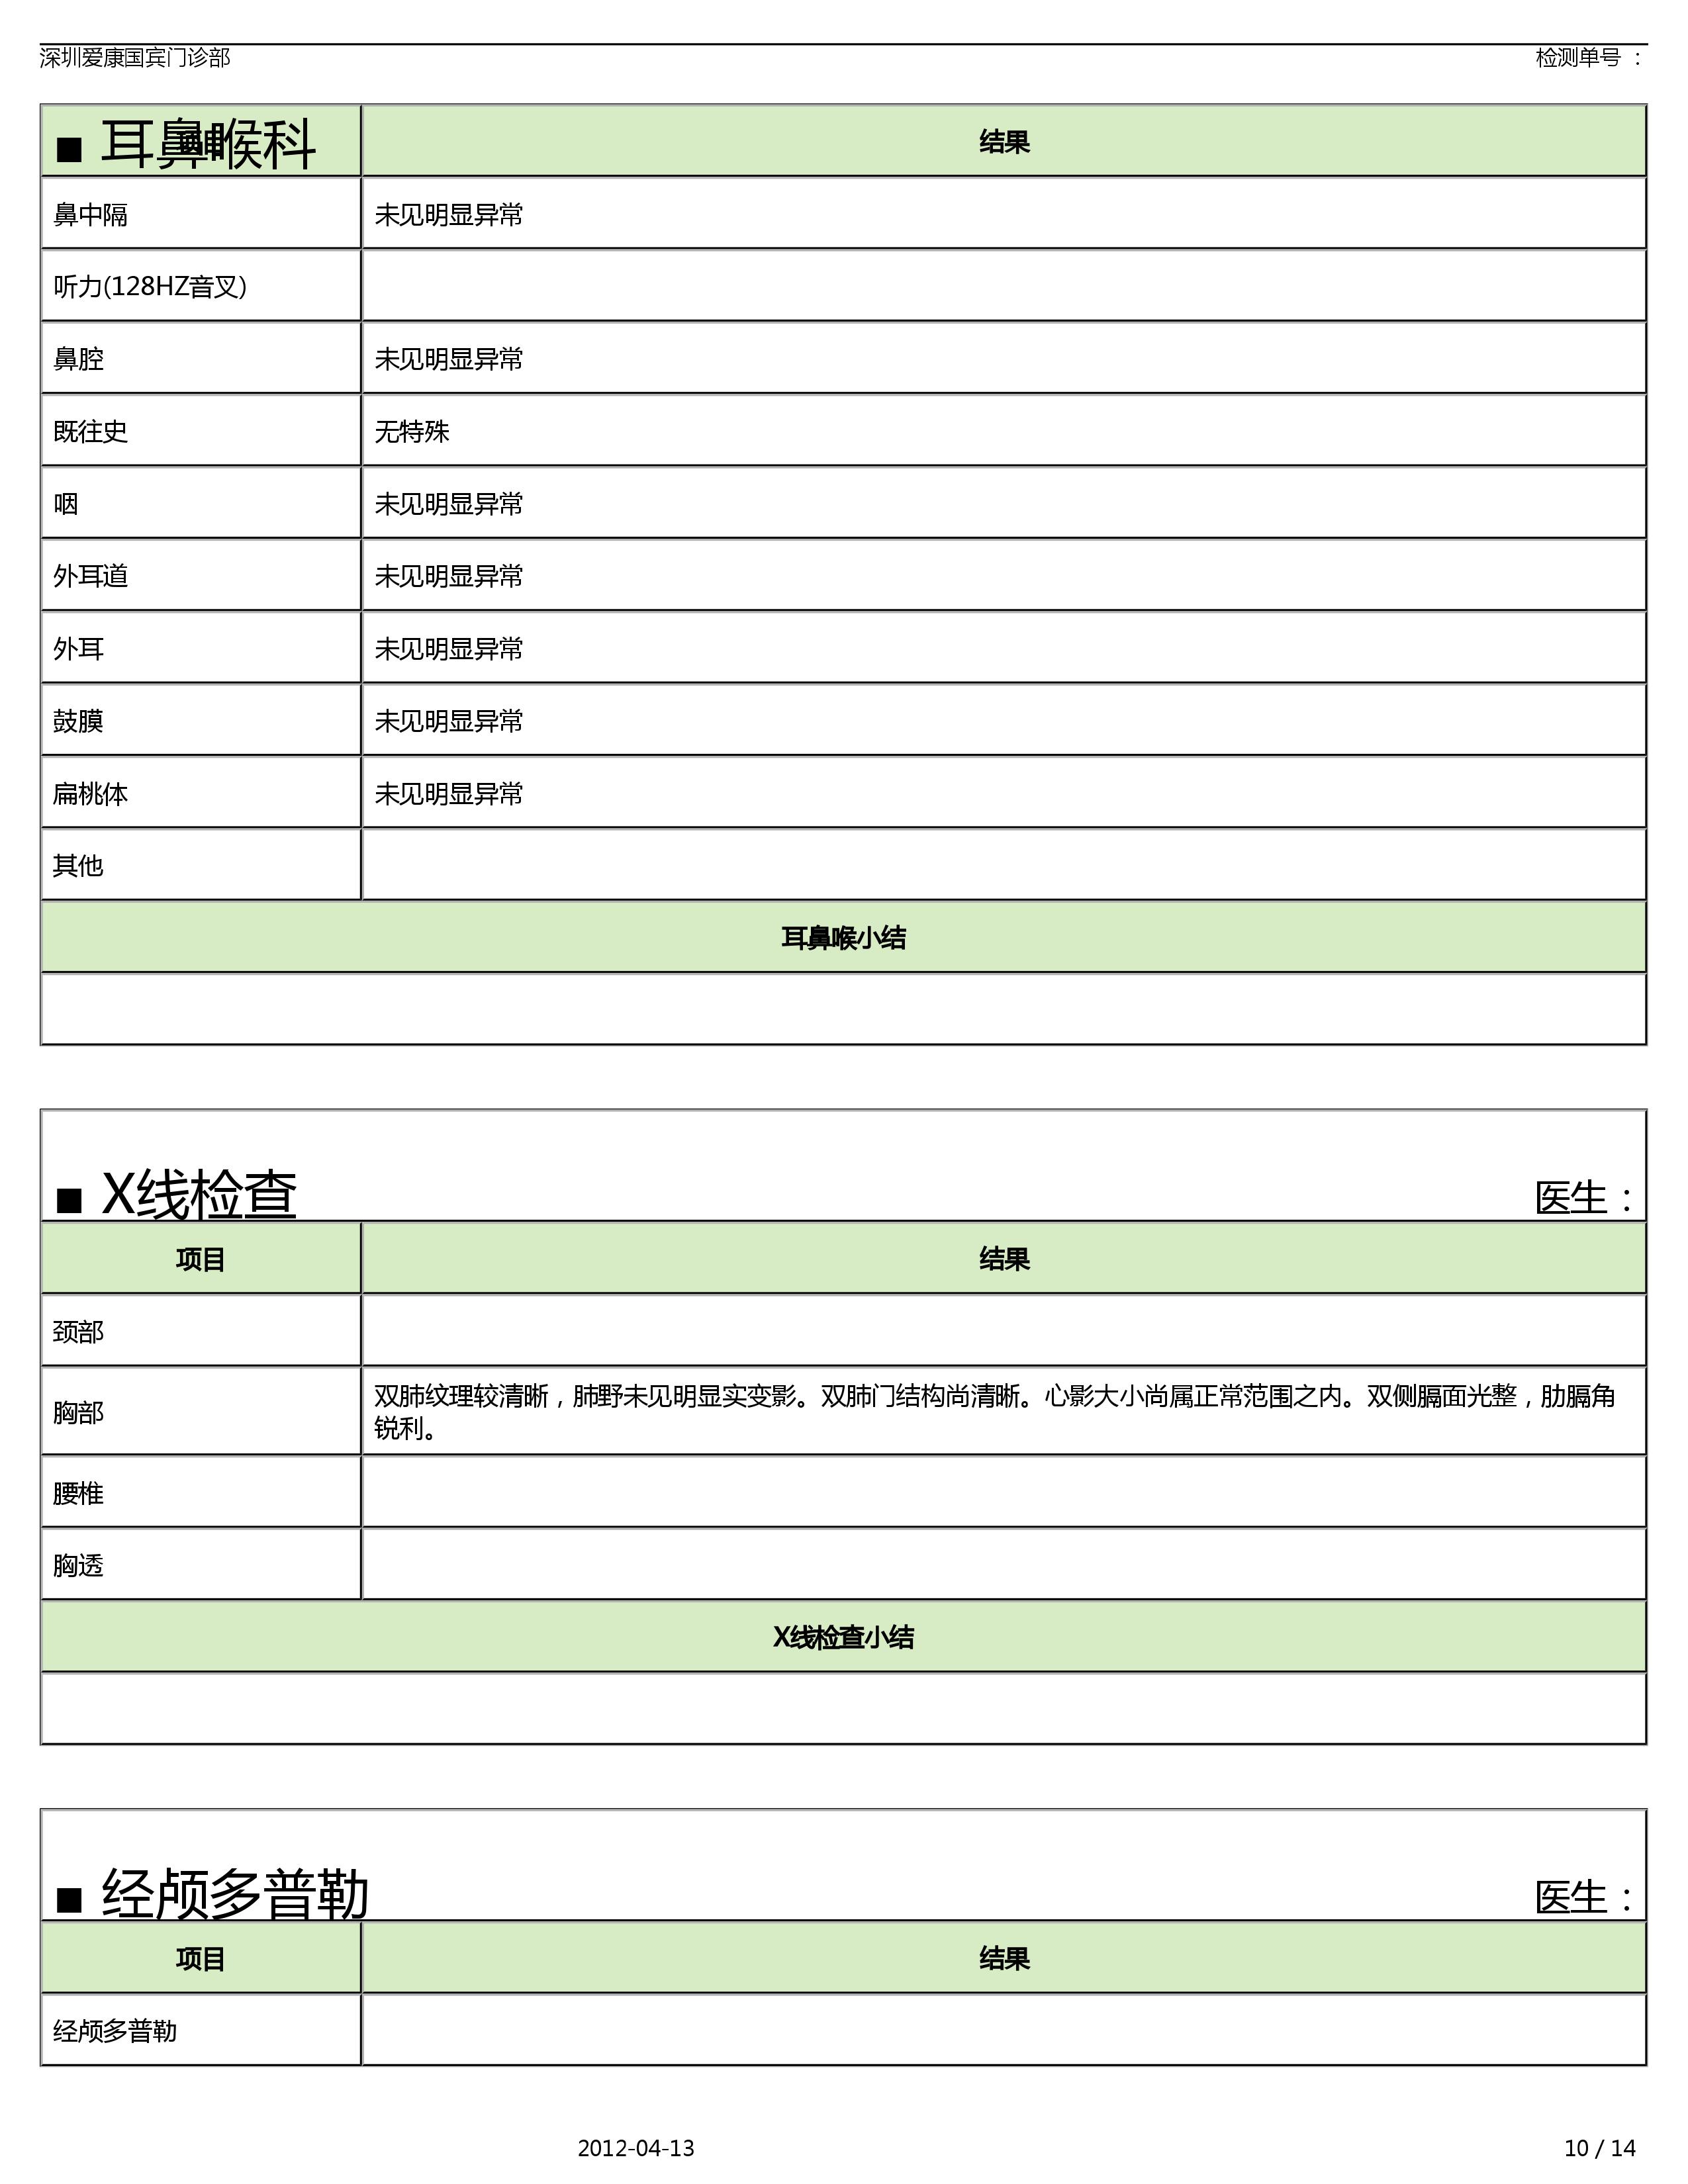 深圳爱康国宾门诊部 检测单号 ：
■ 耳鼻喉科 项目 结果
鼻中隔 未见明显异常
听力(128HZ音叉)
鼻腔 未见明显异常
既往史 无特殊
咽 未见明显异常
外耳道 未见明显异常
外耳 未见明显异常
鼓膜 未见明显异常
扁桃体 未见明显异常
其他
耳鼻喉小结
■ X线检查 医生：
项目 结果
颈部
胸部 双肺纹理较清晰，肺野未见明显实变影。双肺门结构尚清晰。心影大小尚属正常范围之内。双侧膈面光整，肋膈角
锐利。
腰椎
胸透
X线检查小结
■ 经颅多普勒 医生：
项目 结果
经颅多普勒
2012-04-13 10 / 14